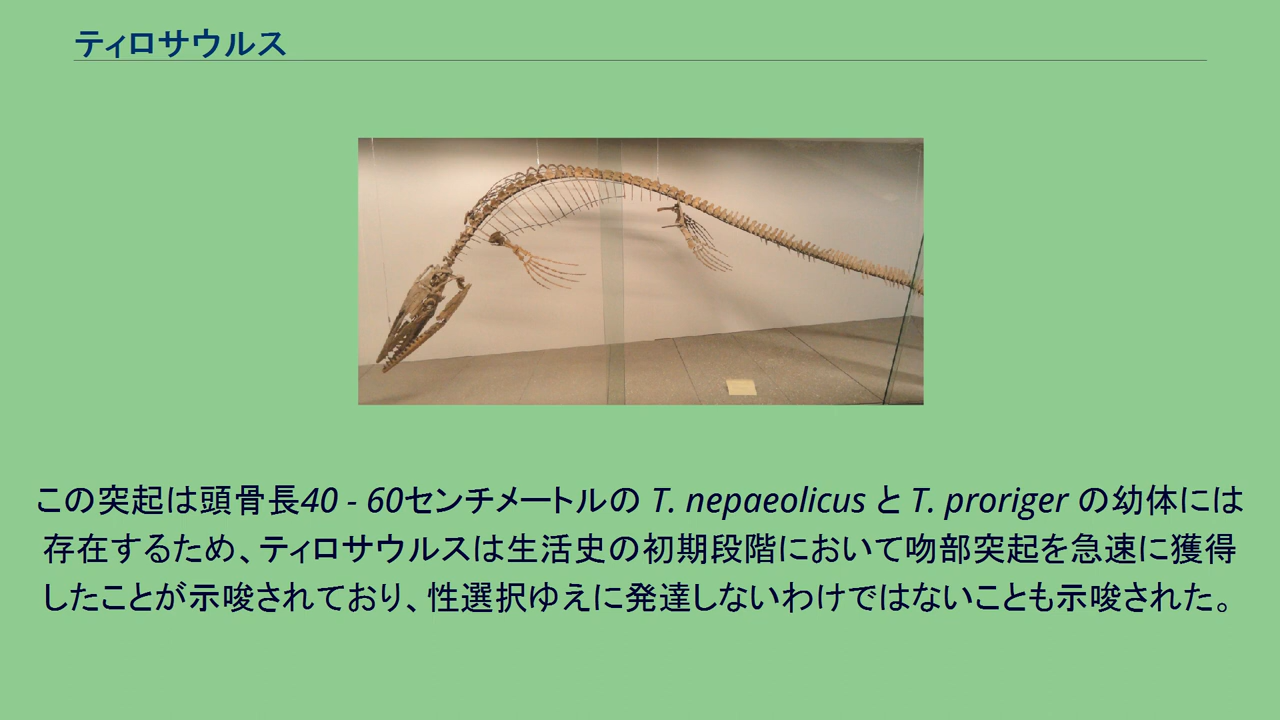 ティロサウルス
この突起は頭骨長40 - 60センチメートルの T. nepaeolicus と T. proriger の幼体には
存在するため、ティロサウルスは生活史の初期段階において吻部突起を急速に獲得
したことが示唆されており、性選択ゆえに発達しないわけではないことも示唆された。